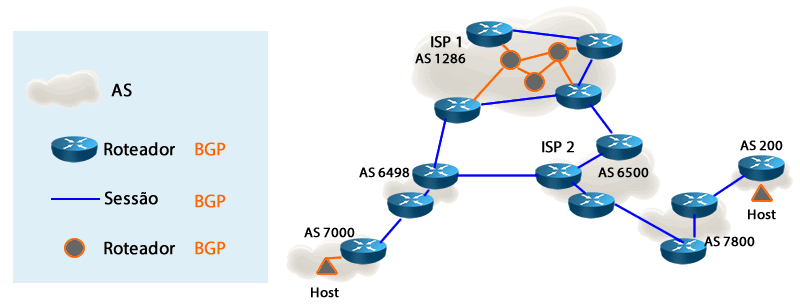 AS
Roteador BGP
Sessão BGP
Roteador BGP
ISP 1
AS 1286
ISP 2
AS 6498
AS 6500
AS 200
Host
AS 7000
AS 7800
Host